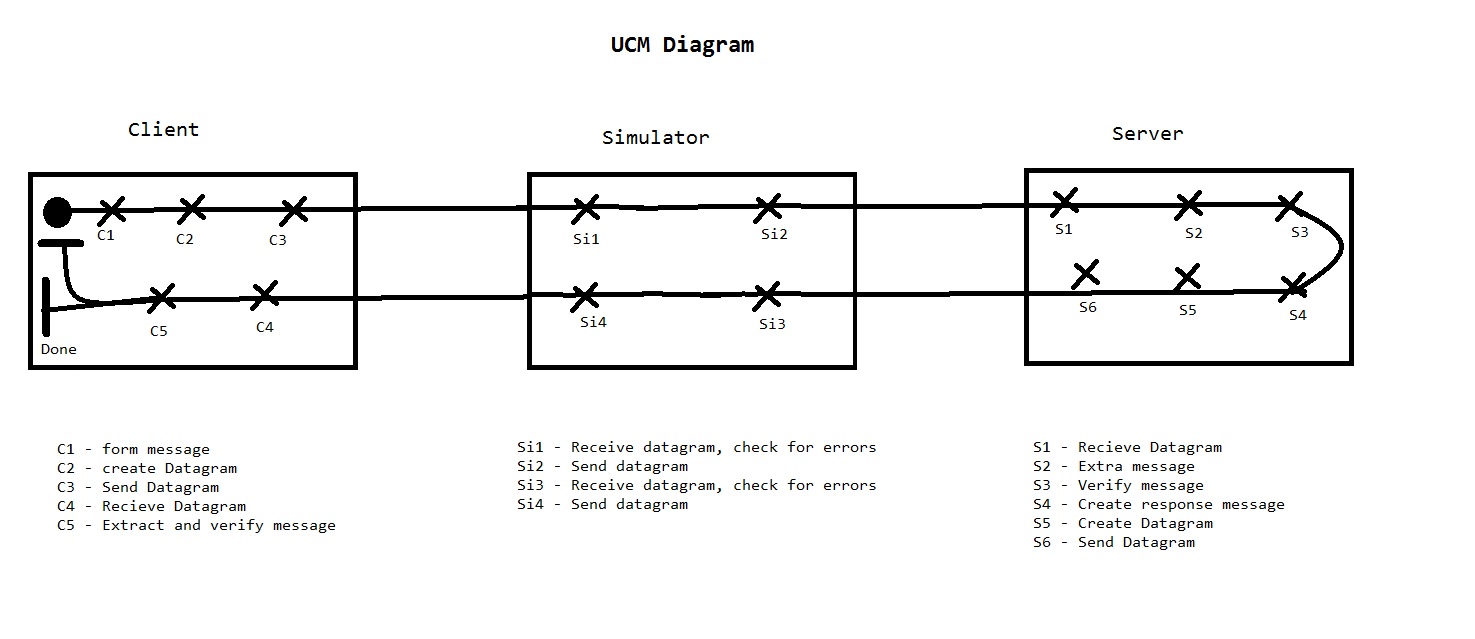 UCM Diagram
Client
Simulator
Server
C1
C2
C3
Si1
Si2
S1
S2
S3
C5
C4
Si4
Si3
S6
S5
S4
Done
C1 - form message
C2 - create Datagram
C3 - Send Datagram
C4 - Recieve Datagram
C5 - Extract and verify message
Si1 - Receive datagram, check for errors
Si2 - Send datagram
Si3 - Receive datagram, check for errors
Si4 - Send datagram
S1 - Recieve Datagram
S2 - Extra message
S3 - Verify message
S4 - Create response message
S5 - Create Datagram
S6 - Send Datagram